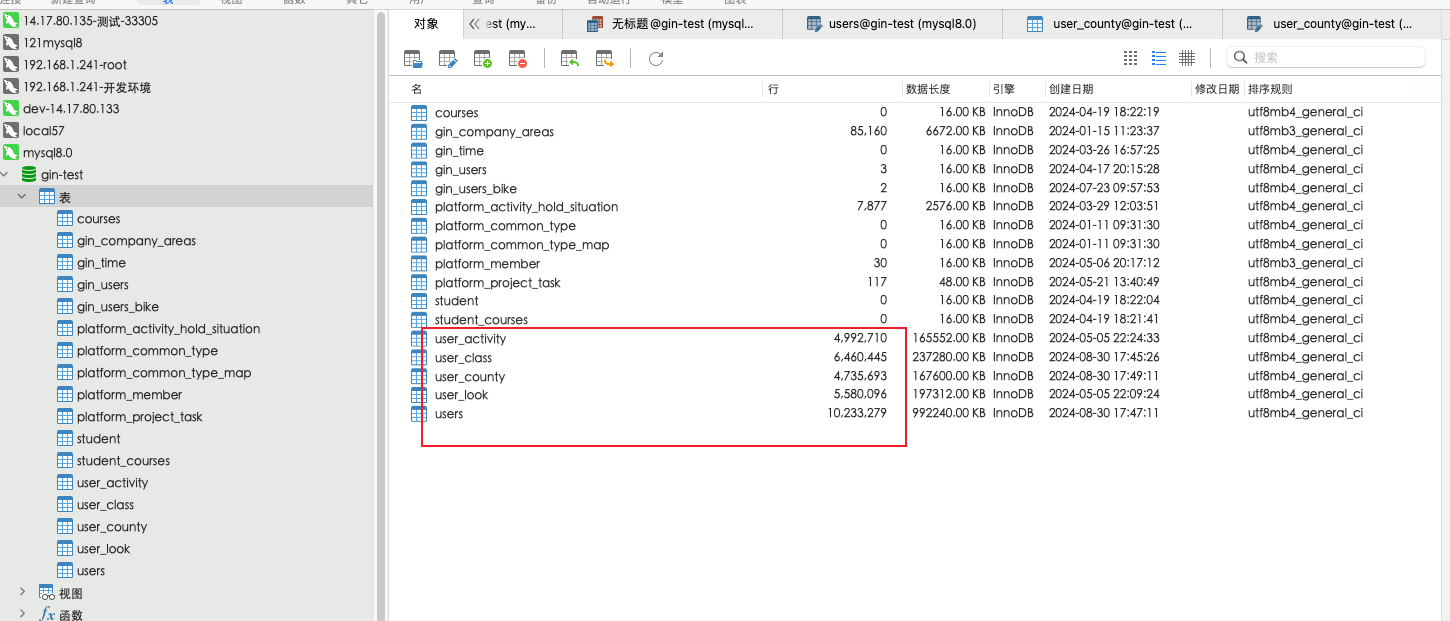 14.17.80.135-测试-33305
121mysql8
192.168.1.241-root
192.168.1.241-开发环境
dev-14.17.80.133
local57
mysql8.0
gin-test
表
courses
gin_company_areas
gin_time
gin_users
gin_users_bike
platform_activity_hold_situation
platform_common_type
platform_common_type_map
platform_member
platform_project_task
student
student_courses
user_activity
user_class
user_county
user_look
users
视图
fx 函数
对象 est (my... 无标题@gin-test (mysql... users@gin-test (mysql8.0) user_county@gin-test (... user_county@gin-test (...
搜索
名 行 数据长度 引擎 创建日期 修改日期 排序规则
courses 0 16.00 KB InnoDB 2024-04-19 18:22:19 utf8mb4_general_ci
gin_company_areas 85,160 6672.00 KB InnoDB 2024-01-15 11:23:37 utf8mb3_general_ci
gin_time 0 16.00 KB InnoDB 2024-03-26 16:57:25 utf8mb4_general_ci
gin_users 3 16.00 KB InnoDB 2024-04-17 20:15:28 utf8mb4_general_ci
gin_users_bike 2 16.00 KB InnoDB 2024-07-23 09:57:53 utf8mb4_general_ci
platform_activity_hold_situation 7,877 2576.00 KB InnoDB 2024-03-29 12:03:51 utf8mb4_general_ci
platform_common_type 0 16.00 KB InnoDB 2024-01-11 09:31:30 utf8mb4_general_ci
platform_common_type_map 0 16.00 KB InnoDB 2024-01-11 09:31:30 utf8mb4_general_ci
platform_member 30 16.00 KB InnoDB 2024-05-06 20:17:12 utf8mb3_general_ci
platform_project_task 117 48.00 KB InnoDB 2024-05-21 13:40:49 utf8mb4_general_ci
student 0 16.00 KB InnoDB 2024-04-19 18:22:04 utf8mb4_general_ci
student_courses 0 16.00 KB InnoDB 2024-04-19 18:21:41 utf8mb4_general_ci
user_activity 4,992,710 165552.00 KB InnoDB 2024-05-05 22:24:33 utf8mb4_general_ci
user_class 6,460,445 237280.00 KB InnoDB 2024-08-30 17:45:26 utf8mb4_general_ci
user_county 4,735,693 167600.00 KB InnoDB 2024-08-30 17:49:11 utf8mb4_general_ci
user_look 5,580,096 197312.00 KB InnoDB 2024-05-05 22:09:24 utf8mb4_general_ci
users 10,233,279 992240.00 KB InnoDB 2024-08-30 17:47:11 utf8mb4_general_ci